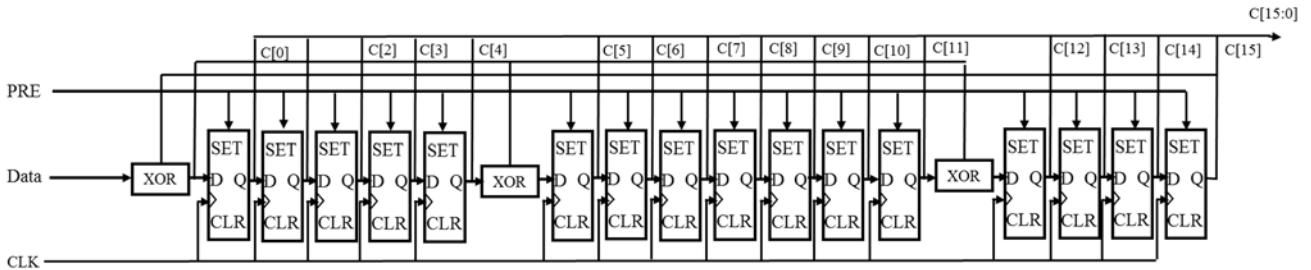 C[15:0]
C[0] C[2] C[3] C[4] C[5] C[6] C[7] C[8] C[9] C[10] C[11] C[12] C[13] C[14] C[15]
PRE
SET SET SET SET SET SET SET SET SET SET SET SET SET SET SET SET
Data XOR D Q D Q D Q D Q D Q XOR D Q D Q D Q D Q D Q D Q D Q XOR D Q D Q D Q D Q
CLR CLR CLR CLR CLR CLR CLR CLR CLR CLR CLR CLR CLR CLR CLR CLR
CLK